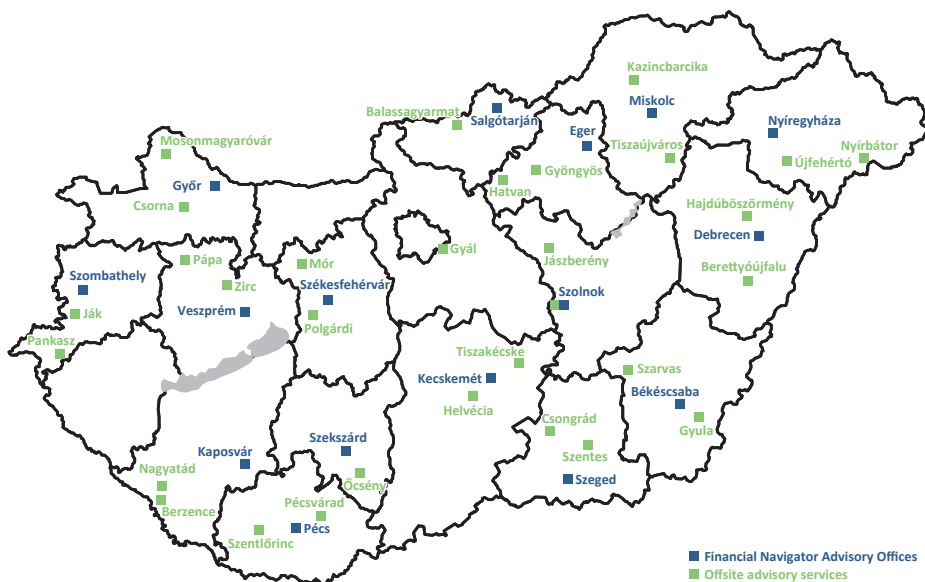 Kazincbarcika
Miskolc
Balassagyarmat
Salgótarján
Eger
Nyíregyháza
Mosonmagyaróvár
Tiszaújváros
Nyírbátor
Újfehértó
Gyöngyös
Hatvan
Győr
Csorna
Hajdúböszörmény
Debrecen
Gyál
Jászberény
Pápa
Mór
Berettyóújfalu
Szombathely
Zirc
Székesfehérvár
Szolnok
Veszprém
Ják
Polgárdi
Pankasz
Tiszakécske
Szarvas
Kecskemét
Békéscsaba
Helvécia
Csongrád
Gyula
Szekszárd
Kaposvár
Szentes
Nagyatád
Őcsény
Szeged
Berzence
Pécsvárad
Pécs
Szentlőrinc
Financial Navigator Advisory Offices
Offsite advisory services